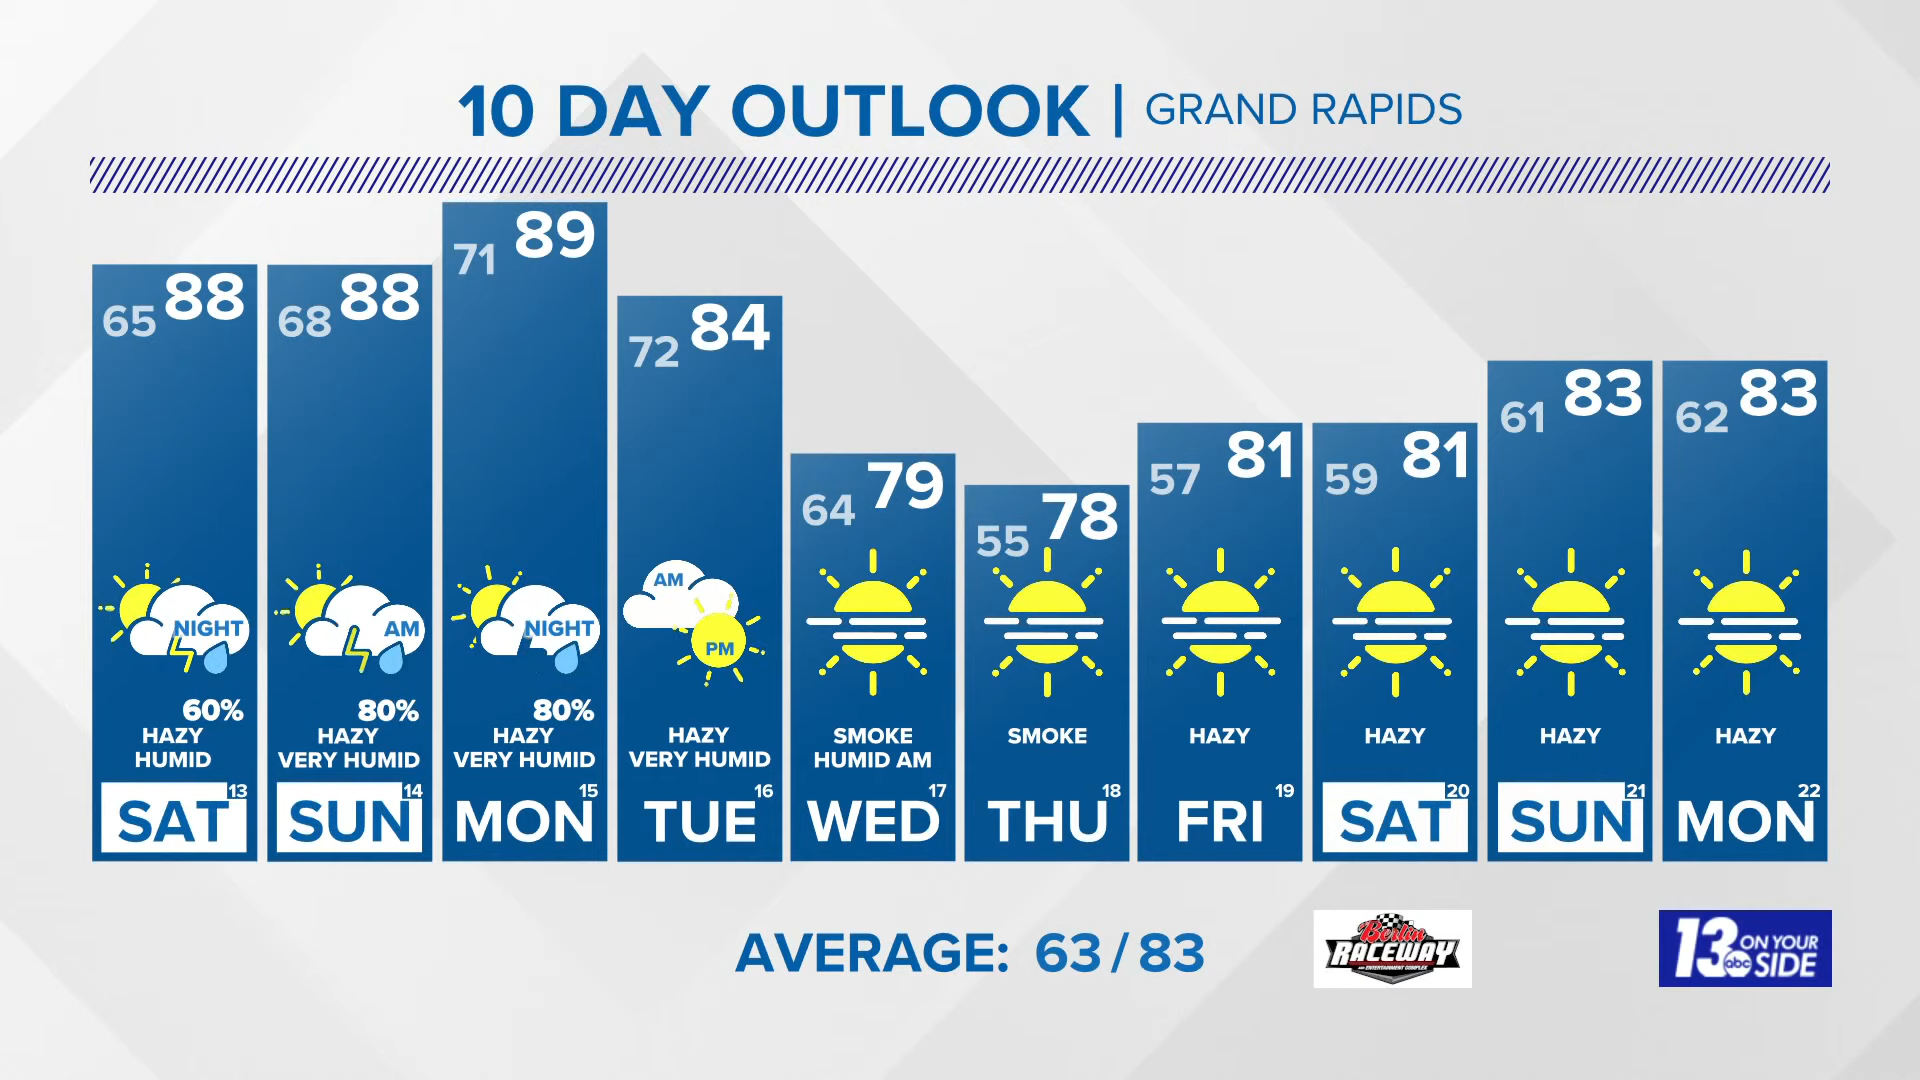 10 DAY OUTLOOK | GRAND RAPIDS
65 88
NIGHT
60%
HAZY
HUMID
SAT 13
68 88
AM
80%
HAZY
VERY HUMID
SUN 14
71 89
NIGHT
80%
HAZY
VERY HUMID
MON 15
72 84
AM
PM
HAZY
VERY HUMID
TUE 16
64 79
SMOKE
HUMID AM
WED 17
55 78
SMOKE
THU 18
57 81
HAZY
FRI 19
59 81
HAZY
SAT 20
61 83
HAZY
SUN 21
62 83
HAZY
MON 22
AVERAGE: 63 / 83
Berlin
RACEWAY
AND ENTERTAINMENT COMPLEX
13 ON YOUR
abc SIDE